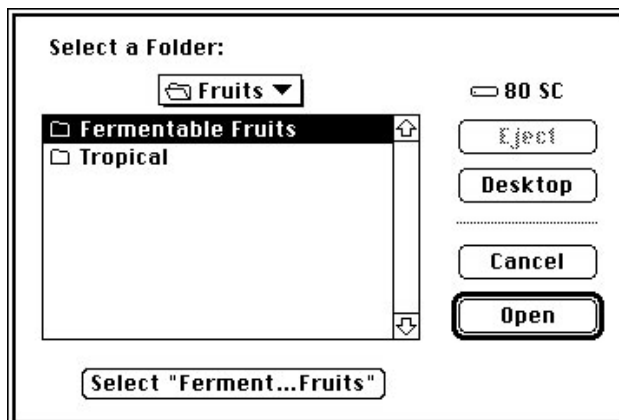 Select a Folder:
Fruits
80 SC
Fermentable Fruits
Tropical
Eject
Desktop
Cancel
Open
Select "Ferment...Fruits"